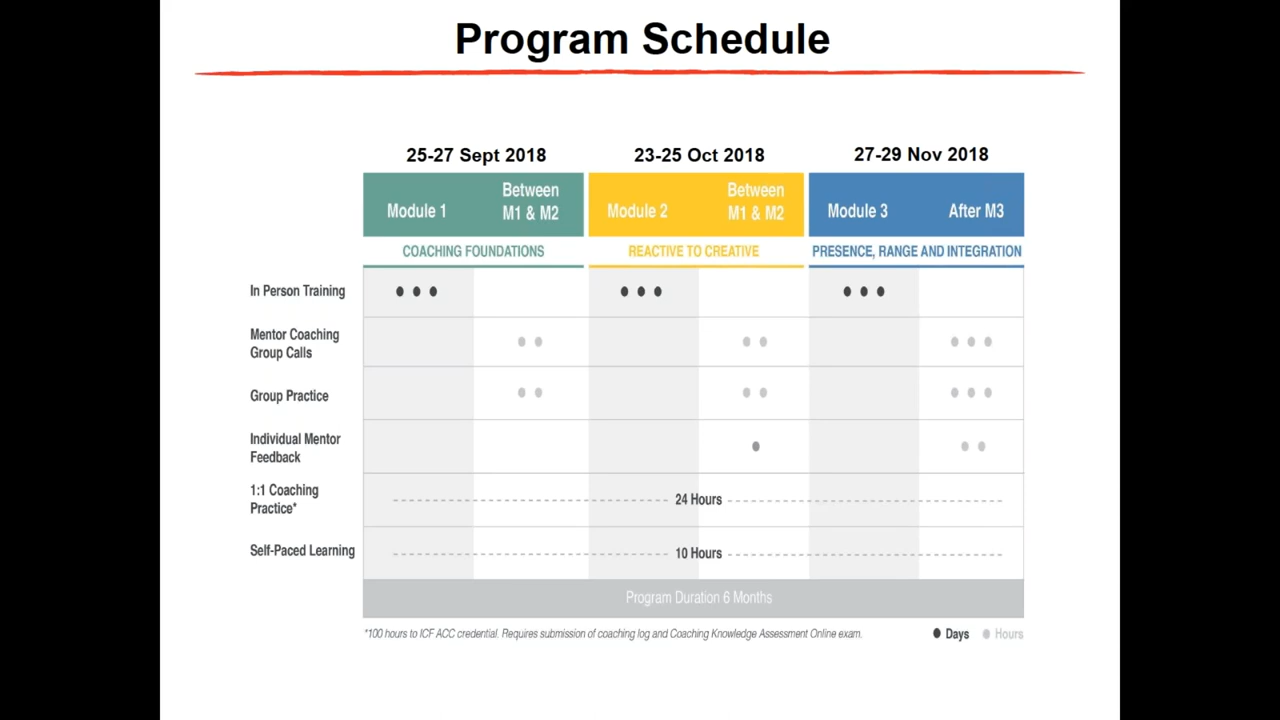 Program Schedule
25-27 Sept 2018
23-25 Oct 2018
27-29 Nov 2018
Module 1
Between
M1 & M2
Module 2
Between
M1 & M2
Module 3
After M3
COACHING FOUNDATIONS
REACTIVE TO CREATIVE
PRESENCE, RANGE AND INTEGRATION
In Person Training
Mentor Coaching
Group Calls
Group Practice
Individual Mentor
Feedback
1:1 Coaching
Practice*
24 Hours
Self-Paced Learning
10 Hours
Program Duration 6 Months
*100 hours to ICF ACC credential. Requires submission of coaching log and Coaching Knowledge Assessment Online exam.
Days
Hours